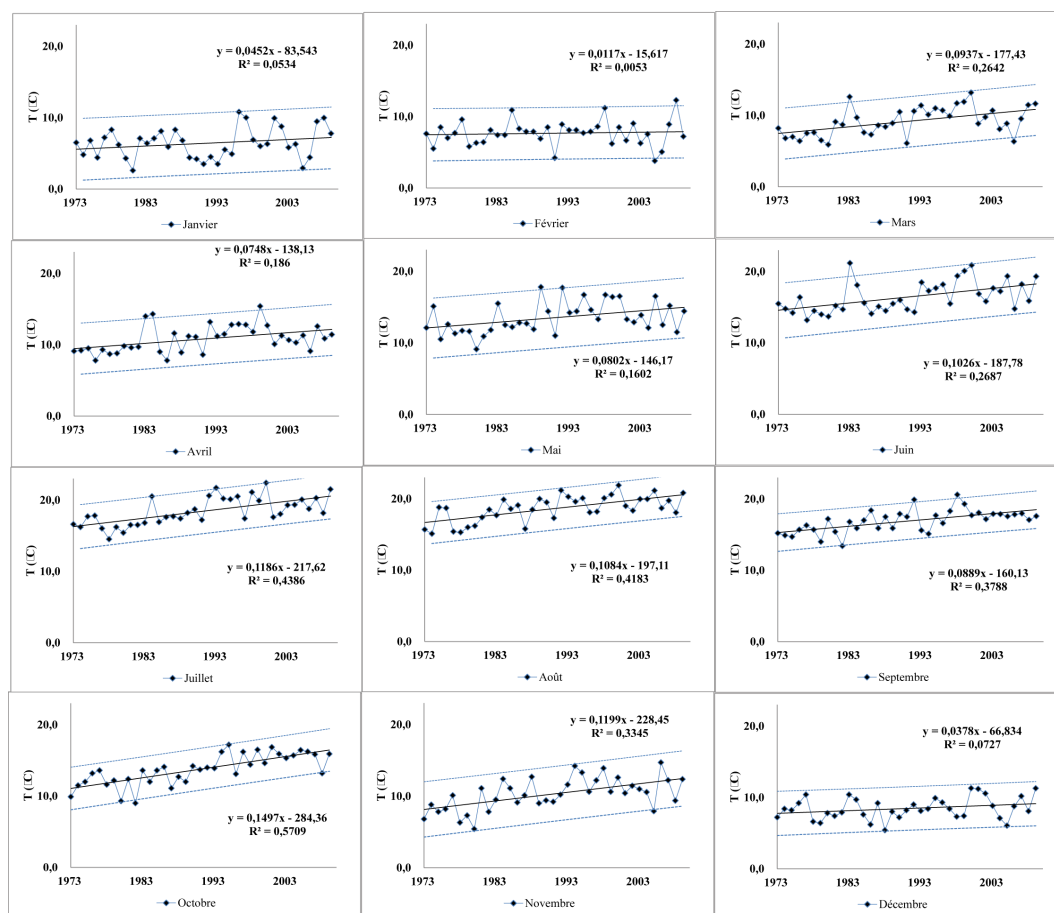 20,0
y = 0,0452x - 83,543
R² = 0,0534
T (□C)
10,0
0,0
1973 1983 1993 2003
Janvier
20,0
y = 0,0117x - 15,617
R² = 0,0053
T (□C)
10,0
0,0
1973 1983 1993 2003
Février
20,0
y = 0,0937x - 177,43
R² = 0,2642
T (□C)
10,0
0,0
1973 1983 1993 2003
Mars
y = 0,0748x - 138,13
R² = 0,186
20,0
T (□C)
10,0
0,0
1973 1983 1993 2003
Avril
20,0
T (□C)
10,0
y = 0,0802x - 146,17
R² = 0,1602
0,0
1973 1983 1993 2003
Mai
20,0
T (□C)
10,0
y = 0,1026x - 187,78
R² = 0,2687
0,0
1973 1983 1993 2003
Juin
20,0
T (□C)
10,0
y = 0,1186x - 217,62
R² = 0,4386
0,0
1973 1983 1993 2003
Juillet
20,0
T (□C)
10,0
y = 0,1084x - 197,11
R² = 0,4183
0,0
1973 1983 1993 2003
Août
20,0
T (□C)
10,0
y = 0,0889x - 160,13
R² = 0,3788
0,0
1973 1983 1993 2003
Septembre
20,0
T (□C)
10,0
y = 0,1497x - 284,36
R² = 0,5709
0,0
1973 1983 1993 2003
Octobre
20,0
y = 0,1199x - 228,45
R² = 0,3345
T (□C)
10,0
0,0
1973 1983 1993 2003
Novembre
20,0
y = 0,0378x - 66,834
R² = 0,0727
T (□C)
10,0
0,0
1973 1983 1993 2003
Décembre